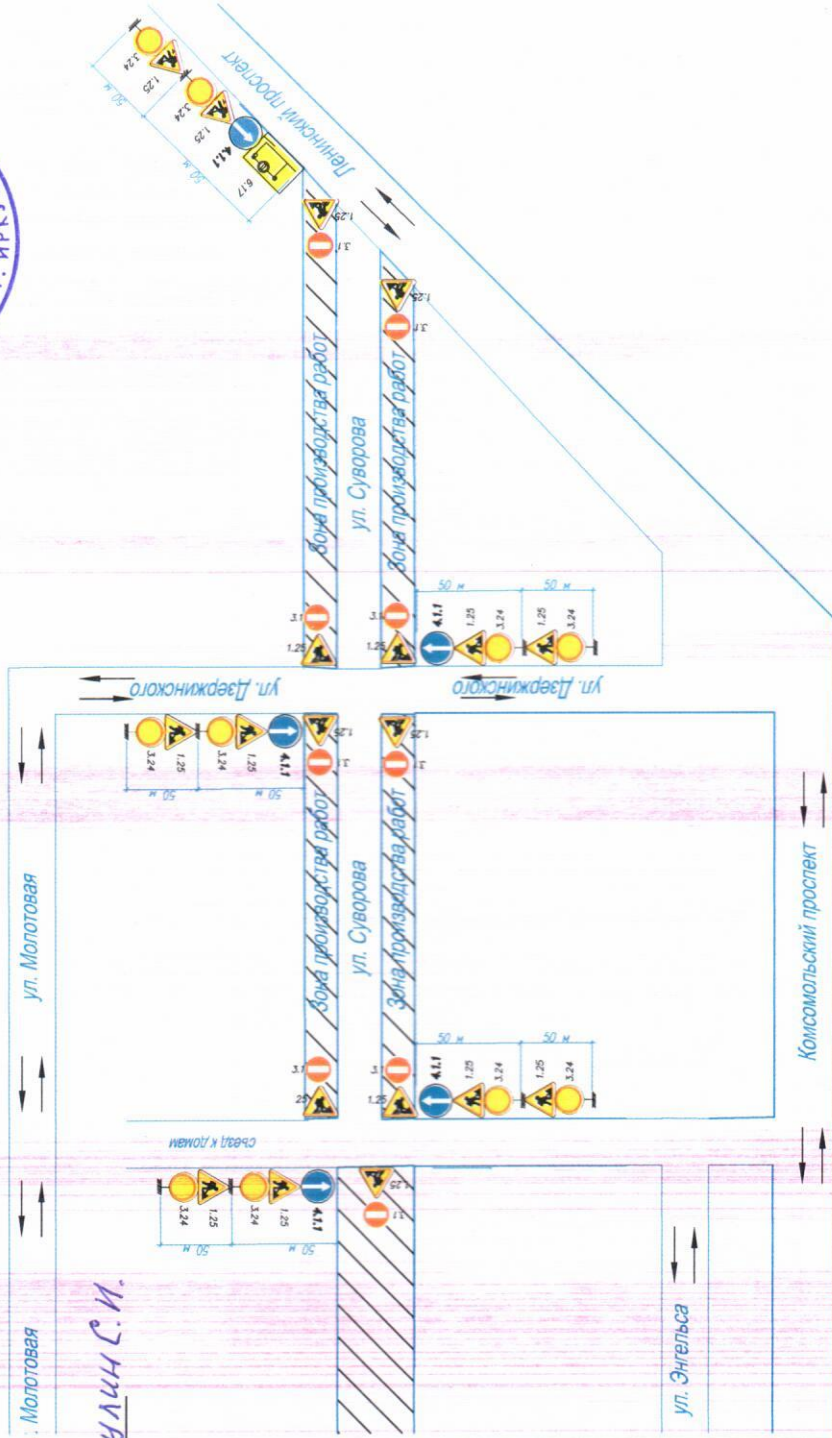 Г. ИРК
3.24
1.25
3.24
1.25
4.1.1
6.17
50 м
50 м
Ленинский проспект
1.25
3.1
1.25
3.1
Зона производства работ
ул. Суворова
Зона производства работ
3.1
1.25
3.1
1.25
4.1.1
1.25
3.24
1.25
3.24
50 м
50 м
ул. Дзержинского
ул. Дзержинского
3.24
1.25
3.24
1.25
4.1.1
50 м
50 м
1.25
3.1
1.25
ул. Молотовая
Зона производства работ
ул. Суворова
Зона производства работ
Комсомольский проспект
3.1
.25
3.1
1.25
4.1.1
1.25
3.24
1.25
3.24
50 м
50 м
съезд к домам
3.24
1.25
3.24
1.25
4.1.1
50 м
50 м
1.25
3.1
. Молотовая
улин С.И.
ул. Энгельса